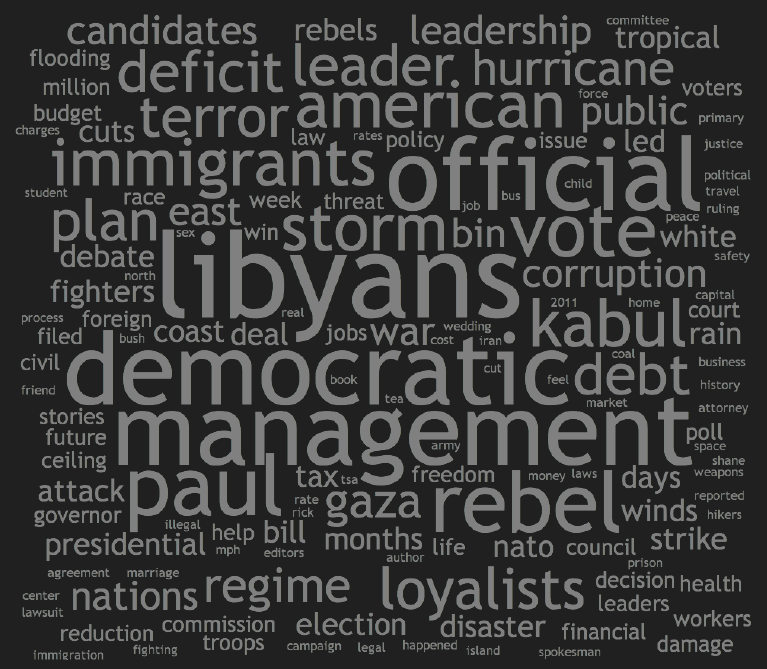 committee
candidates rebels leadership tropical
flooding deficit leader hurricane
million terror american force voters
budget public primary
charges cuts law rates policy issue led justice
immigrants official child political
student race week threat job bus travel
plan east storm bin vote peace ruling
sex win white
debate libyans corruption safety
north
fighters 2011 home capital
process foreign real kabul court
filed bush coast deal jobs war wedding rain
cost iran
civil democratic cut coal debt business
friend book feel history
tea market attorney
stories management poll
future army space
ceiling shane
paul tax tsa freedom money laws days weapons
attack rate gaza rebel reported
governor rick winds hikers
illegal help bill months
presidential mph editors life nato council strike
author prison
agreement marriage regime loyalists decision health
center nations leaders
lawsuit
commission election disaster financial workers
reduction troops campaign legal happened damage
immigration fighting island spokesman